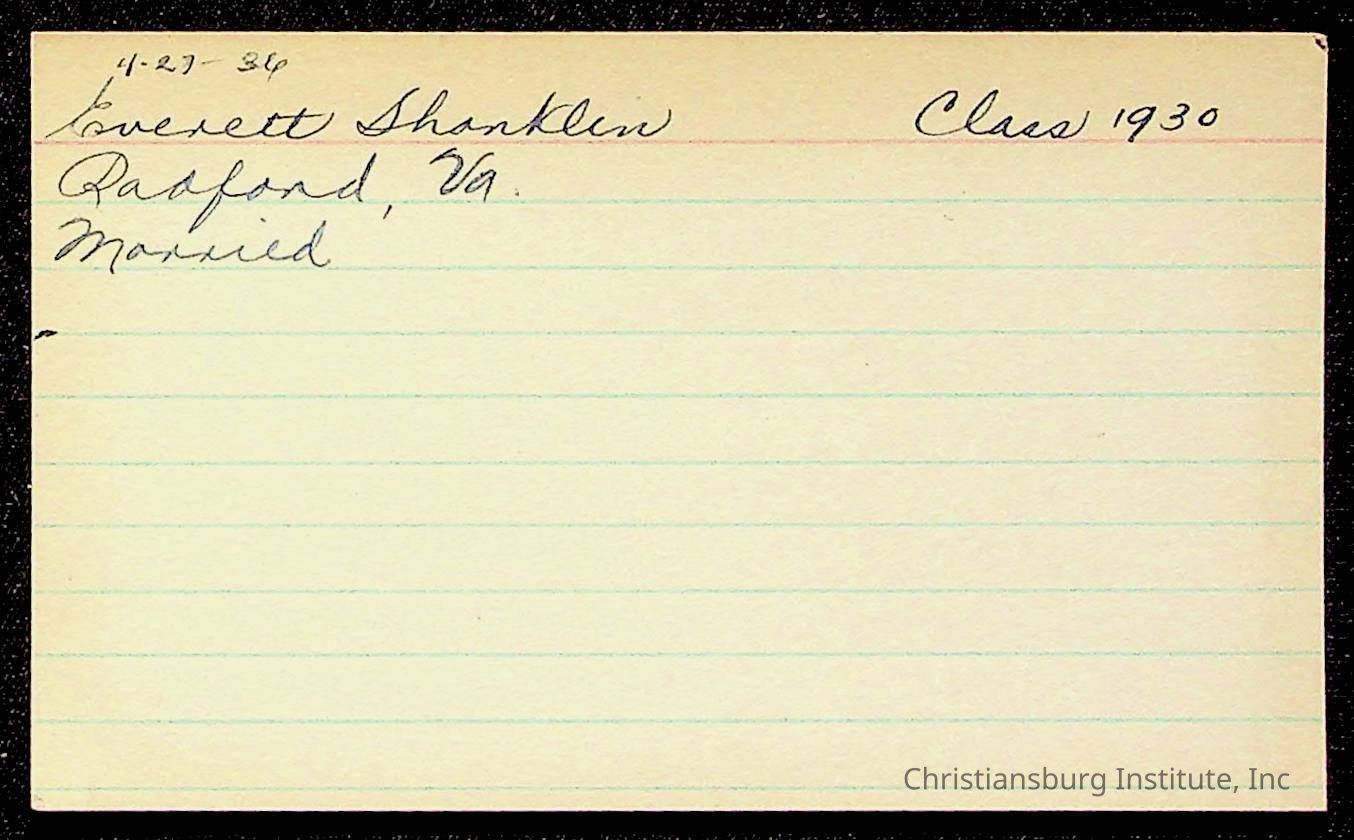 4-27-36
Everett Shanklin Class 1930
Radford, Va.
Married
Christiansburg Institute, Inc